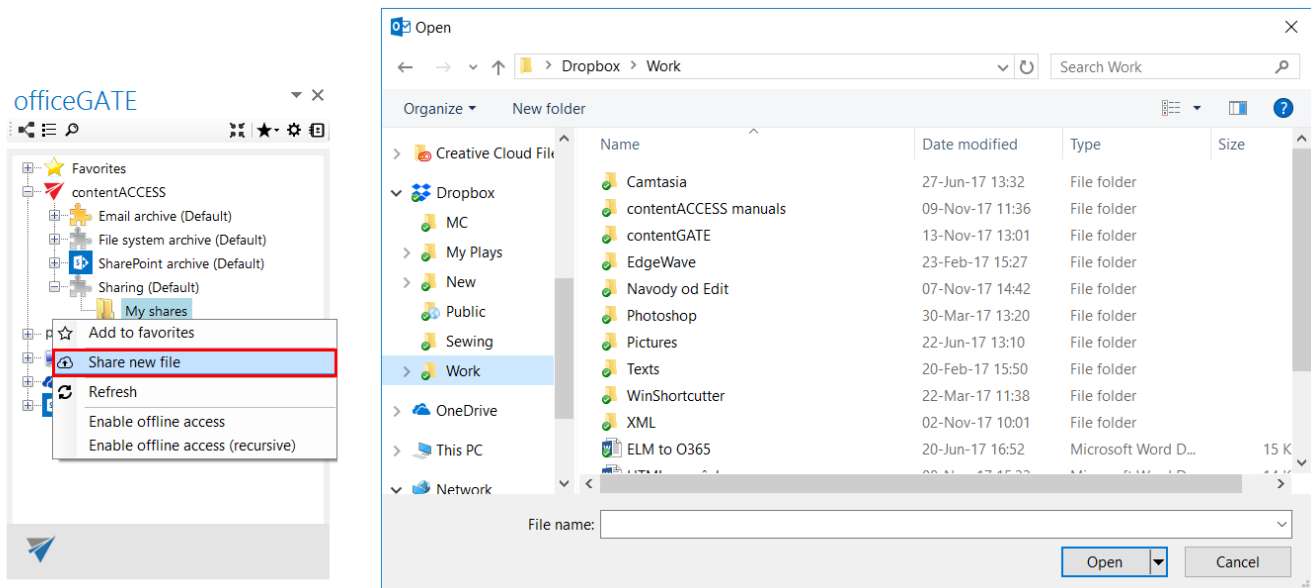 officeGATE
Favorites
contentACCESS
Email archive (Default)
File system archive (Default)
SharePoint archive (Default)
Sharing (Default)
My shares
Add to favorites
Share new file
Refresh
Enable offline access
Enable offline access (recursive)
Open
Dropbox > Work
Search Work
Organize
New folder
Name Date modified Type Size
Creative Cloud File
Dropbox
MC
My Plays
New
Public
Sewing
Work
OneDrive
This PC
Network
Camtasia 27-Jun-17 13:32 File folder
contentACCESS manuals 09-Nov-17 11:36 File folder
contentGATE 13-Nov-17 13:01 File folder
EdgeWave 23-Feb-17 15:27 File folder
Navody od Edit 07-Nov-17 14:42 File folder
Photoshop 30-Mar-17 13:20 File folder
Pictures 22-Jun-17 13:10 File folder
Texts 20-Feb-17 15:50 File folder
WinShortcutter 22-Mar-17 11:38 File folder
XML 02-Nov-17 10:01 File folder
ELM to O365 20-Jun-17 16:52 Microsoft Word D... 15 K
File name:
Open
Cancel